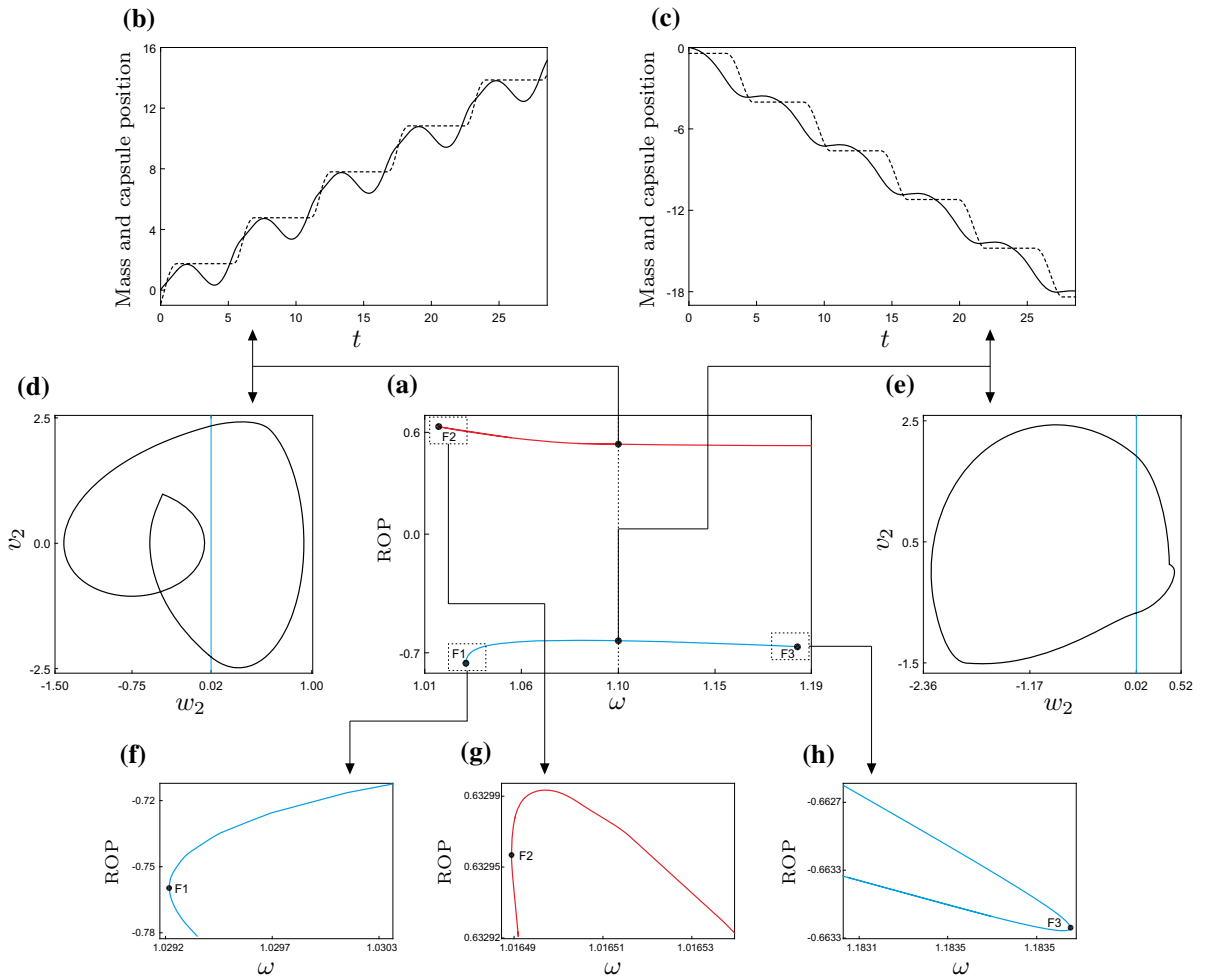 (b)
Mass and capsule position
16
12
8
4
0
0
5
10
15
20
25
t
(c)
Mass and capsule position
0
-6
-12
-18
0
5
10
15
20
25
t
(d)
v2
2.5
0.0
-2.5
-1.50
-0.75
0.02
1.00
w2
(a)
ROP
0.6
0.0
-0.7
F2
F1
F3
1.01
1.06
1.10
1.15
1.19
ω
(e)
v2
2.5
0.5
-1.5
-2.36
-1.17
0.02
0.52
w2
(f)
ROP
-0.72
-0.75
-0.78
F1
1.0292
1.0297
1.0303
ω
(g)
ROP
0.63299
0.63295
0.63292
F2
1.01649
1.01651
1.01653
ω
(h)
ROP
-0.6627
-0.6633
-0.6633
F3
1.1831
1.1835
1.1835
ω